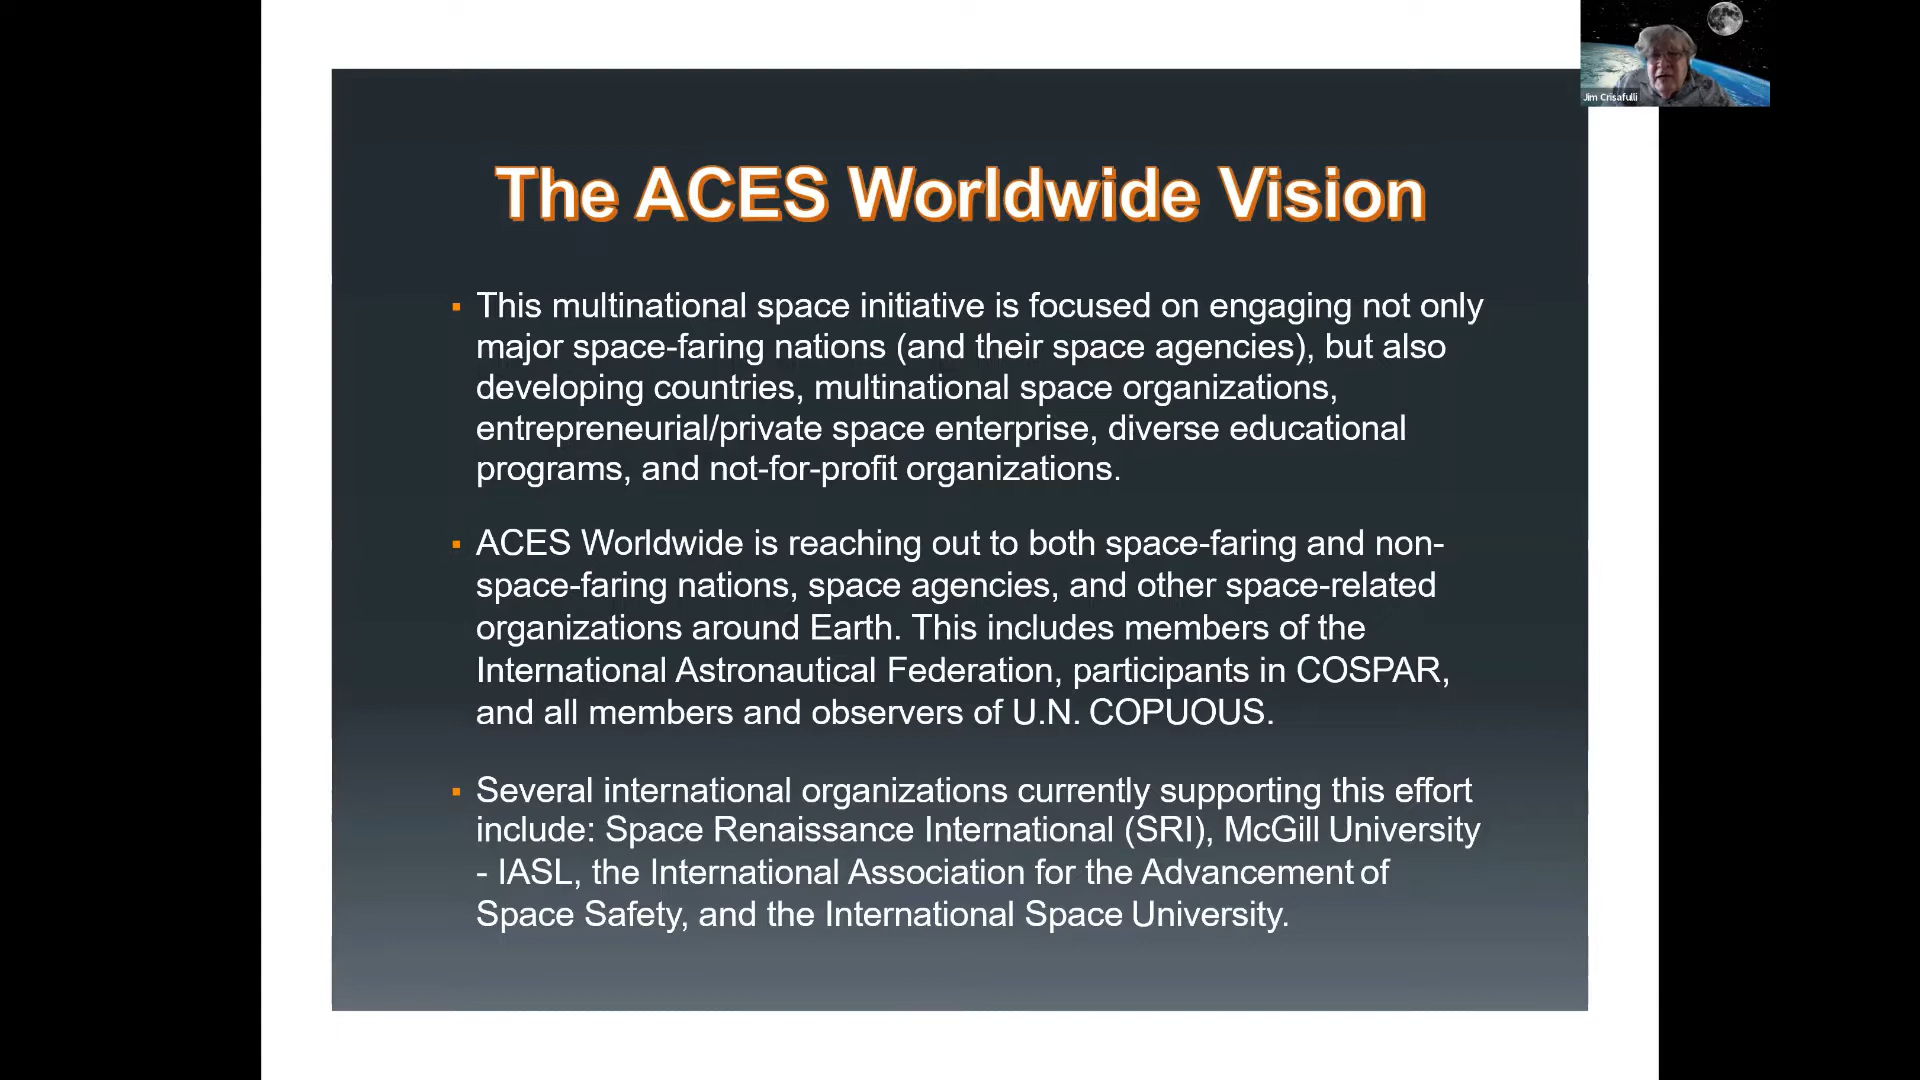 Jim Crisafulli
The ACES Worldwide Vision
▪ This multinational space initiative is focused on engaging not only
major space-faring nations (and their space agencies), but also
developing countries, multinational space organizations,
entrepreneurial/private space enterprise, diverse educational
programs, and not-for-profit organizations.
▪ ACES Worldwide is reaching out to both space-faring and non-
space-faring nations, space agencies, and other space-related
organizations around Earth. This includes members of the
International Astronautical Federation, participants in COSPAR,
and all members and observers of U.N. COPUOUS.
▪ Several international organizations currently supporting this effort
include: Space Renaissance International (SRI), McGill University
- IASL, the International Association for the Advancement of
Space Safety, and the International Space University.